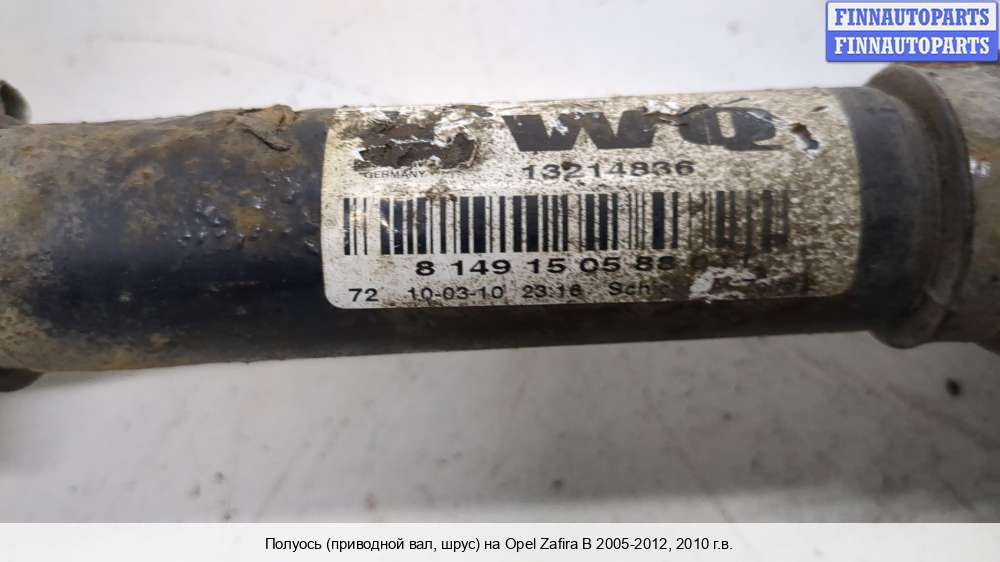 FINNAUTOPARTS
FINNAUTOPARTS
WQ
GERMANY
13214836
8 149 15 05 88
72 10-03-10 23:16
Полуось (приводной вал, шрус) на Opel Zafira B 2005-2012, 2010 г.в.